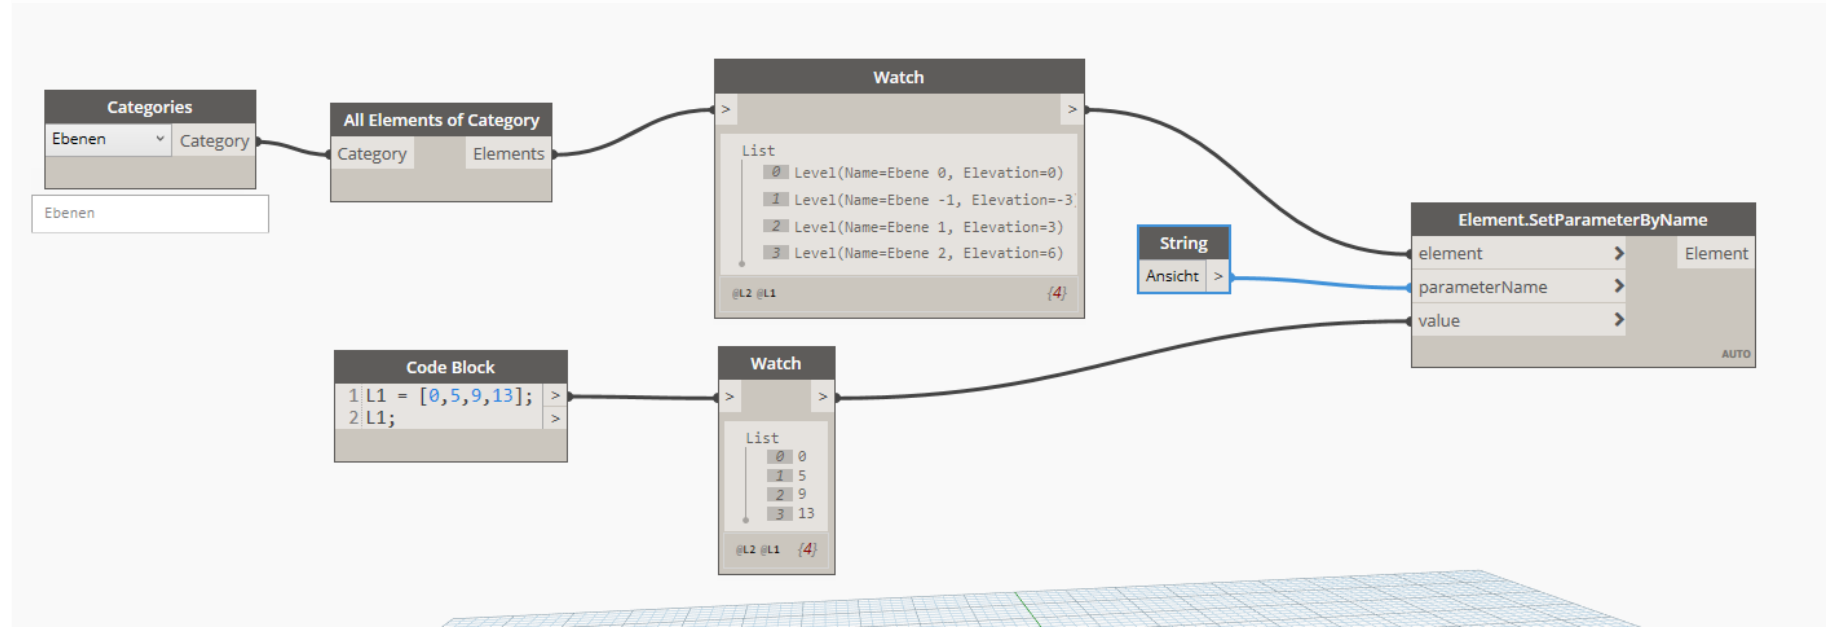 Categories
Ebenen Category
Ebenen
All Elements of Category
Category Elements
Watch
> >
List
0 Level(Name=Ebene 0, Elevation=0)
1 Level(Name=Ebene -1, Elevation=-3
2 Level(Name=Ebene 1, Elevation=3)
3 Level(Name=Ebene 2, Elevation=6)
@L2 @L1 {4}
String
Ansicht >
Element.SetParameterByName
element Element
parameterName
value
AUTO
Code Block
1 L1 = [0,5,9,13]; >
2 L1; >
Watch
> >
List
0 0
1 5
2 9
3 13
@L2 @L1 {4}